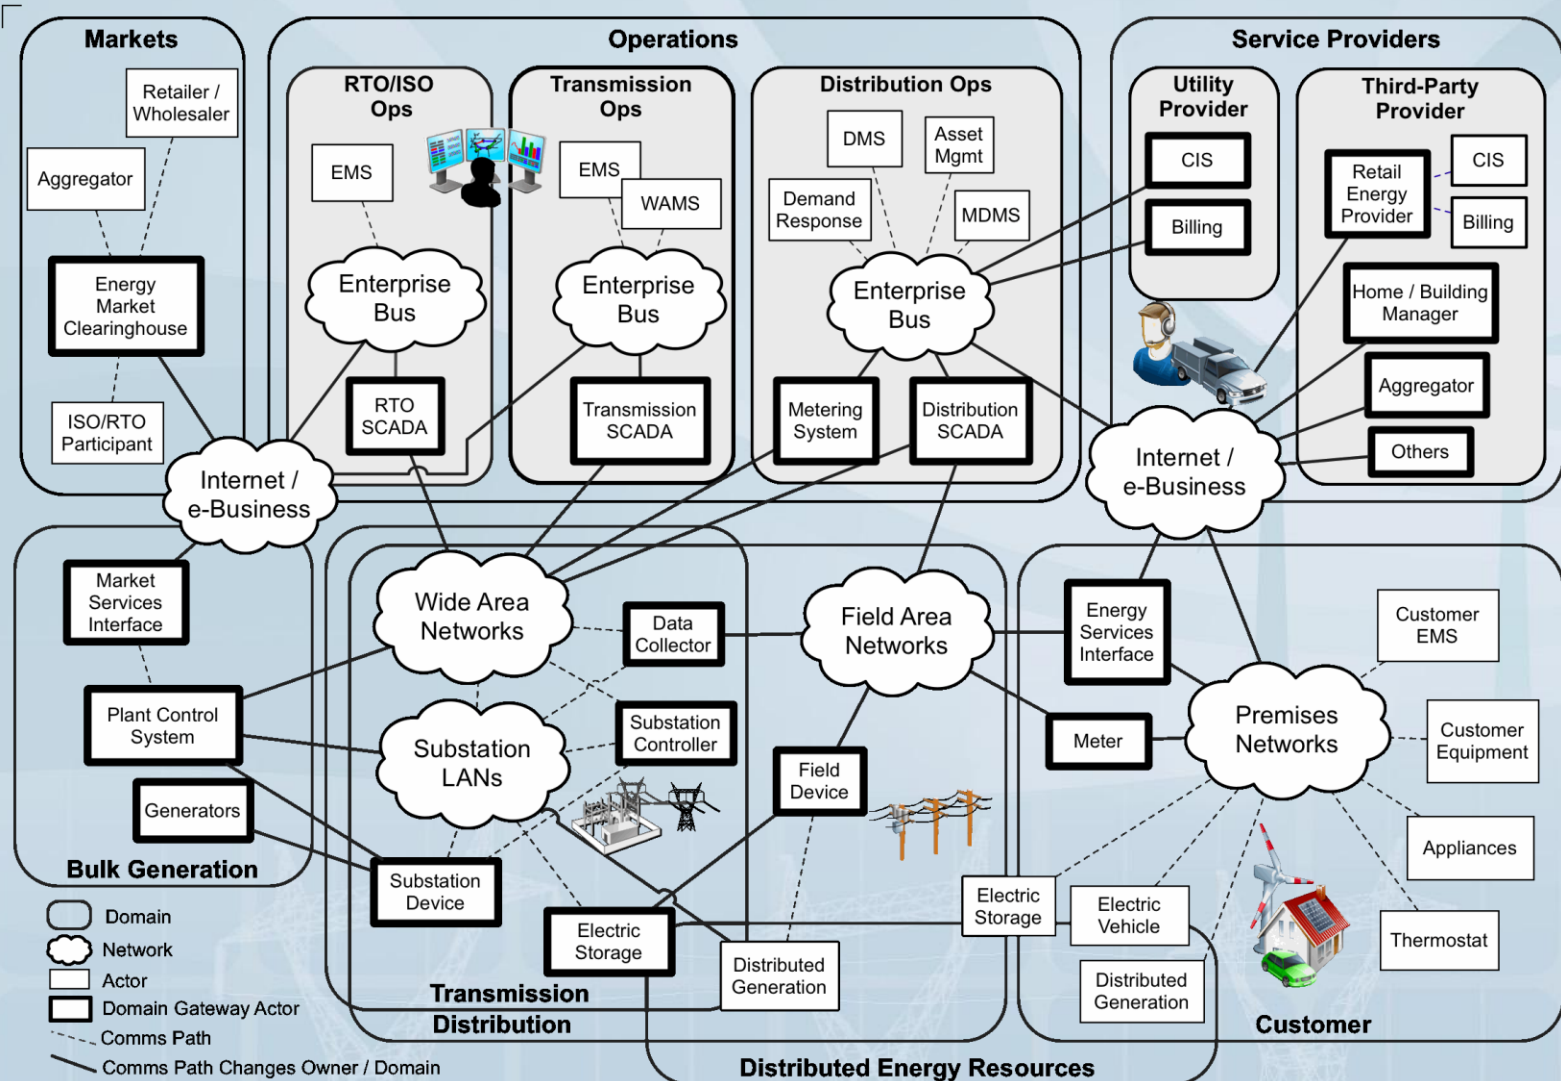 Markets
Retailer /
Wholesaler
Aggregator
Energy
Market
Clearinghouse
ISO/RTO
Participant
Operations
RTO/ISO
Ops
EMS
Enterprise
Bus
RTO
SCADA
Transmission
Ops
EMS
WAMS
Enterprise
Bus
Transmission
SCADA
Distribution Ops
DMS
Asset
Mgmt
Demand
Response
MDMS
Enterprise
Bus
Metering
System
Distribution
SCADA
Service Providers
Utility
Provider
CIS
Billing
Third-Party
Provider
Retail
Energy
Provider
CIS
Billing
Home / Building
Manager
Aggregator
Others
Internet /
e-Business
Internet /
e-Business
Market
Services
Interface
Plant Control
System
Generators
Bulk Generation
Wide Area
Networks
Data
Collector
Substation
LANs
Substation
Controller
Substation
Device
Electric
Storage
Distributed
Generation
Transmission
Distribution
Field Area
Networks
Field
Device
Energy
Services
Interface
Meter
Premises
Networks
Customer
EMS
Customer
Equipment
Appliances
Thermostat
Electric
Storage
Electric
Vehicle
Distributed
Generation
Customer
Distributed Energy Resources
Domain
Network
Actor
Domain Gateway Actor
Comms Path
Comms Path Changes Owner / Domain